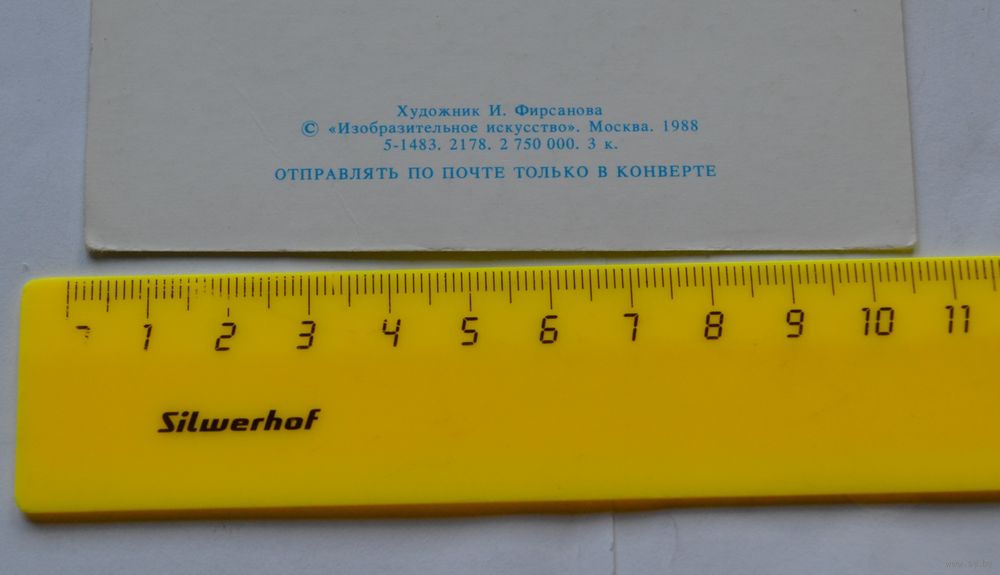 Художник И. Фирсанова
© «Изобразительное искусство». Москва. 1988
5-1483. 2178. 2 750 000. 3 к.
ОТПРАВЛЯТЬ ПО ПОЧТЕ ТОЛЬКО В КОНВЕРТЕ
1 2 3 4 5 6 7 8 9 10 11
Silwerhof